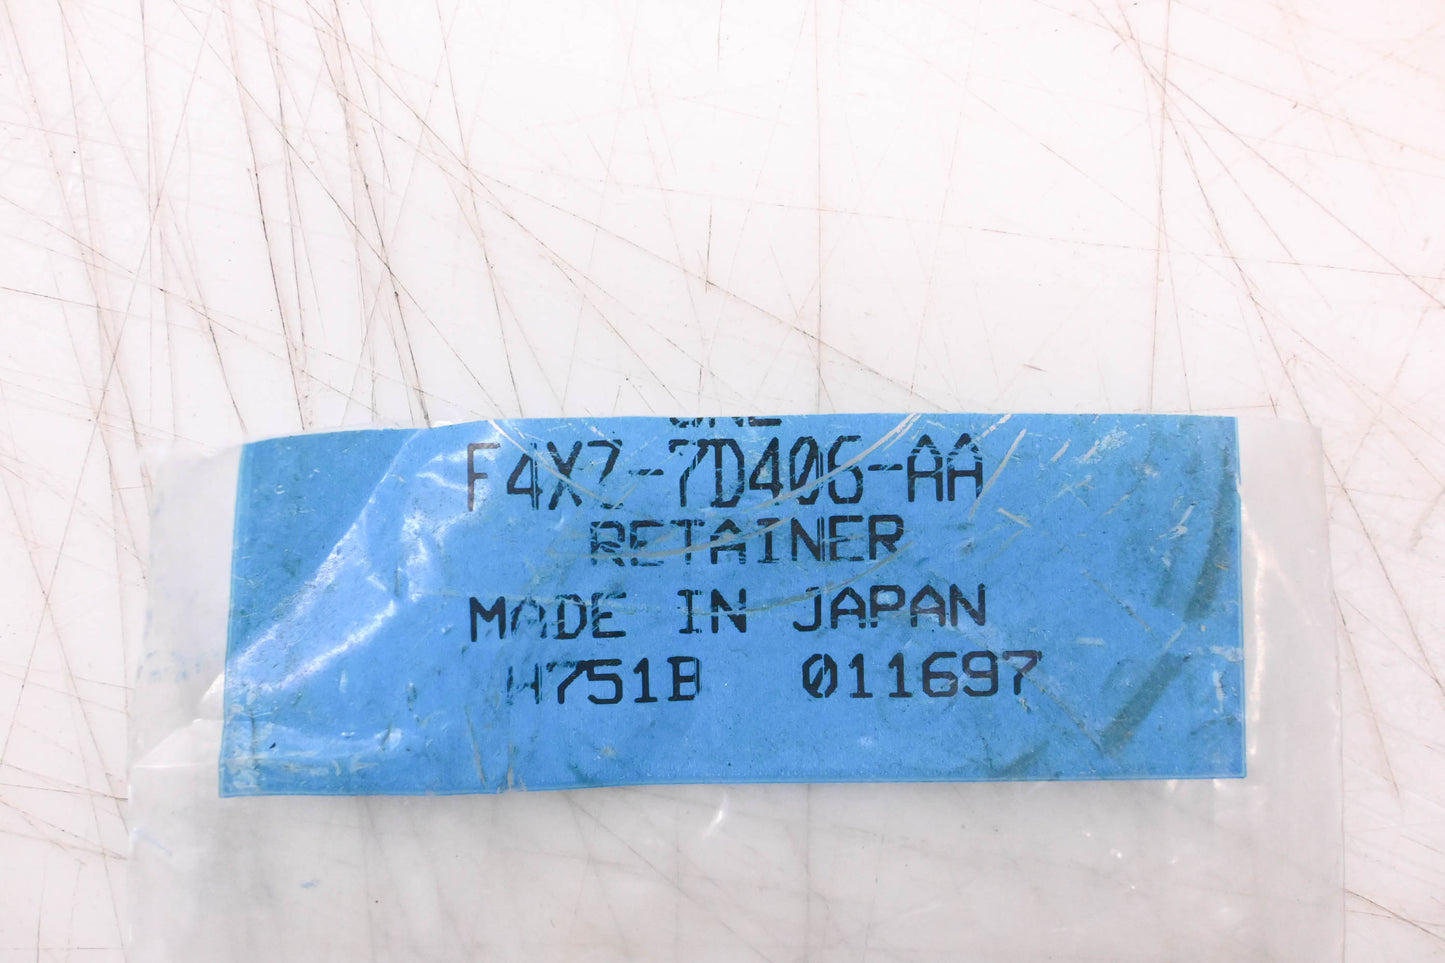 F4XZ-7D406-AA
RETAINER
MADE IN JAPAN
H751B 011697